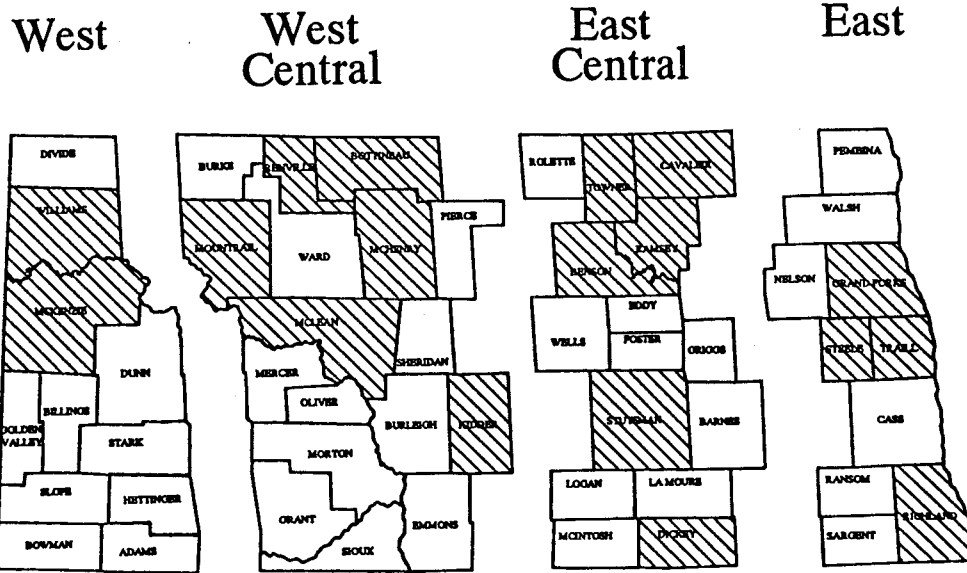 West
West
Central
East
Central
East
DIVIDE
WILLIAMS
MCKENZIE
DUNN
BILLINGS
GOLDEN
VALLEY
STARK
SLOPE
HETTINGER
BOWMAN
ADAMS
BURKE
RENVILLE
BOTTINEAU
PIERCE
MOUNTRAIL
WARD
MCHENRY
MCLEAN
SHERIDAN
MERCER
OLIVER
BURLEIGH
KIDDER
MORTON
GRANT
EMMONS
SIOUX
ROLETTE
TOWNER
CAVALIER
RAMSEY
BENSON
EDDY
WELLS
FOSTER
GRIGGS
STUTSMAN
BARNES
LOGAN
LA MOURE
MCINTOSH
DICKEY
PEMBINA
WALSH
NELSON
GRAND FORKS
STEELE
TRAILL
CASS
RANSOM
RICHLAND
SARGENT